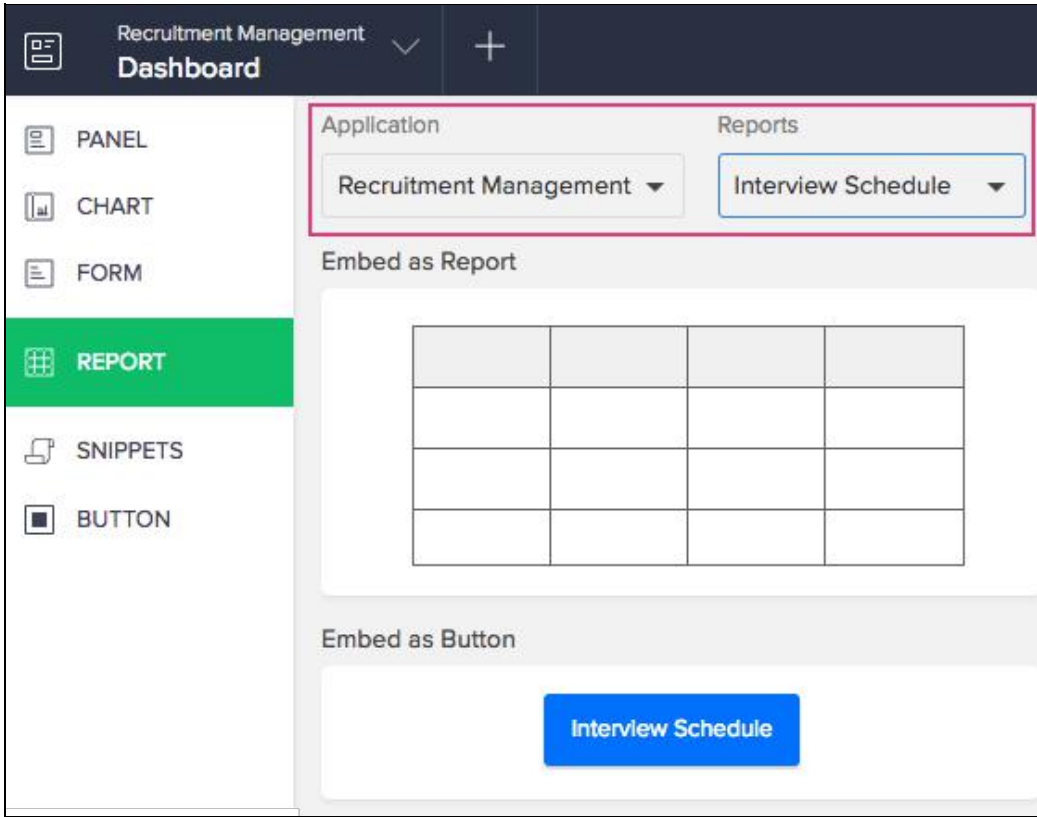 Recruitment Management
Dashboard
PANEL
CHART
FORM
REPORT
SNIPPETS
BUTTON
Application
Reports
Recruitment Management
Interview Schedule
Embed as Report
Embed as Button
Interview Schedule